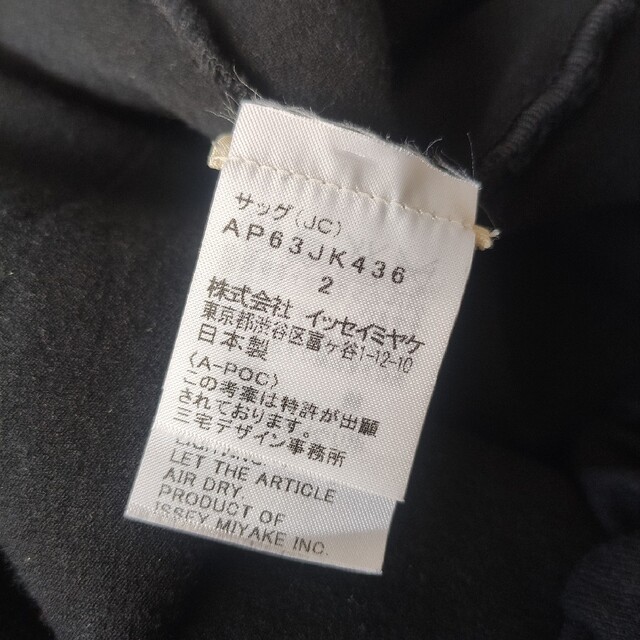 サッグ(JC)
AP63JK436
2
株式会社 イッセイミヤケ
東京都渋谷区富ヶ谷1-12-10
日本製
〈A-POC〉
この考案は特許が出願
されております。
三宅デザイン事務所
LET THE ARTICLE
AIR DRY.
PRODUCT OF
ISSEY MIYAKE INC.